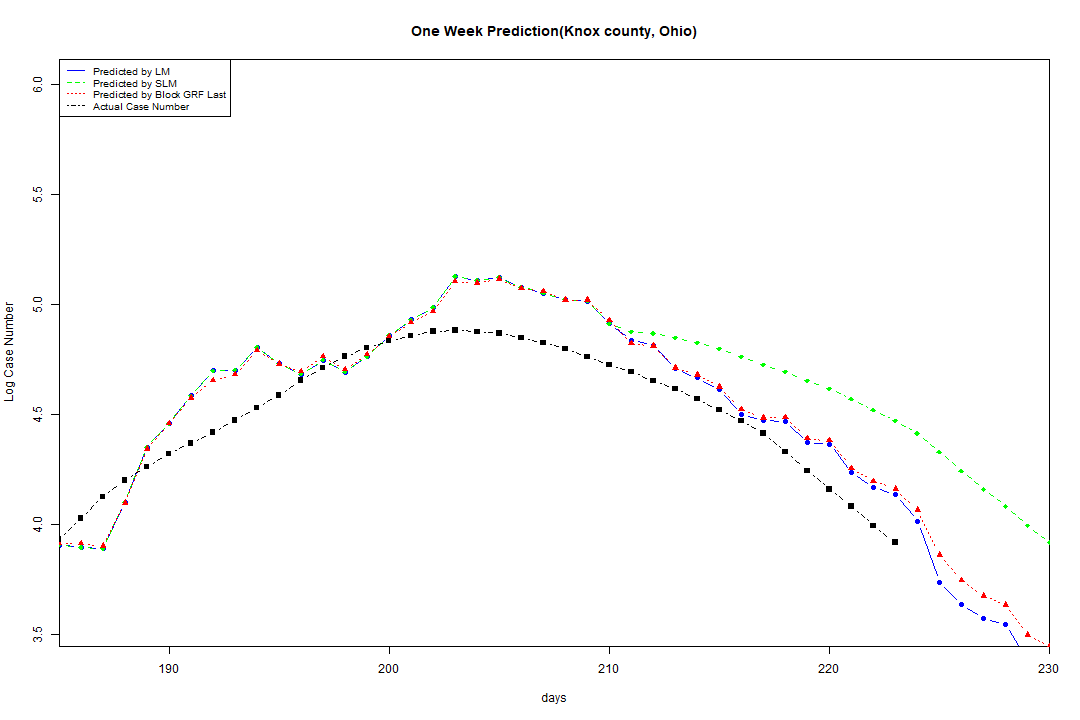 One Week Prediction(Knox county, Ohio)
Predicted by LM
Predicted by SLM
Predicted by Block GRF Last
Actual Case Number
6.0
5.5
5.0
4.5
4.0
3.5
Log Case Number
190
200
210
220
230
days